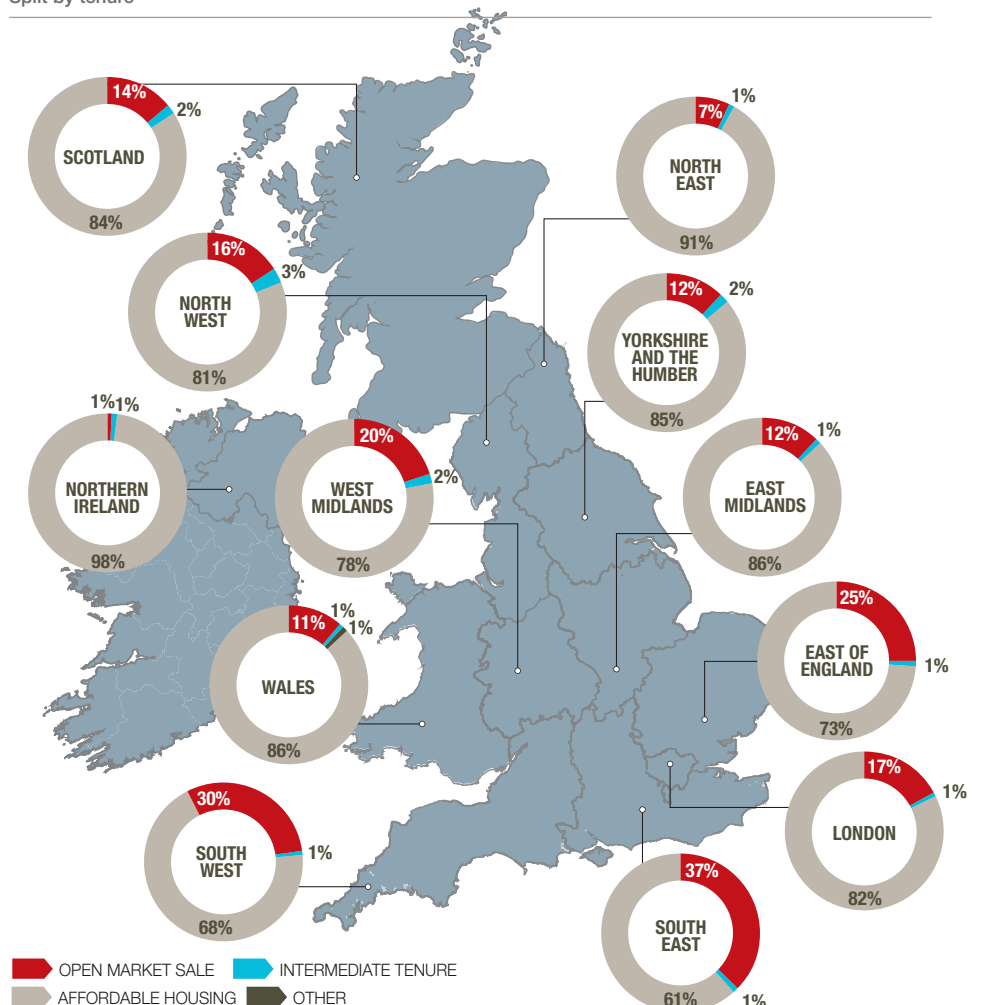 Split by tenure
14%
2%
SCOTLAND
84%
7%
1%
NORTH
EAST
91%
16%
3%
NORTH
WEST
81%
12%
2%
YORKSHIRE
AND THE
HUMBER
85%
1%
1%
NORTHERN
IRELAND
98%
20%
2%
WEST
MIDLANDS
78%
12%
1%
EAST
MIDLANDS
86%
25%
1%
EAST OF
ENGLAND
73%
11%
1%
1%
WALES
86%
17%
1%
LONDON
82%
30%
1%
SOUTH
WEST
68%
37%
1%
SOUTH
EAST
61%
OPEN MARKET SALE
INTERMEDIATE TENURE
AFFORDABLE HOUSING
OTHER